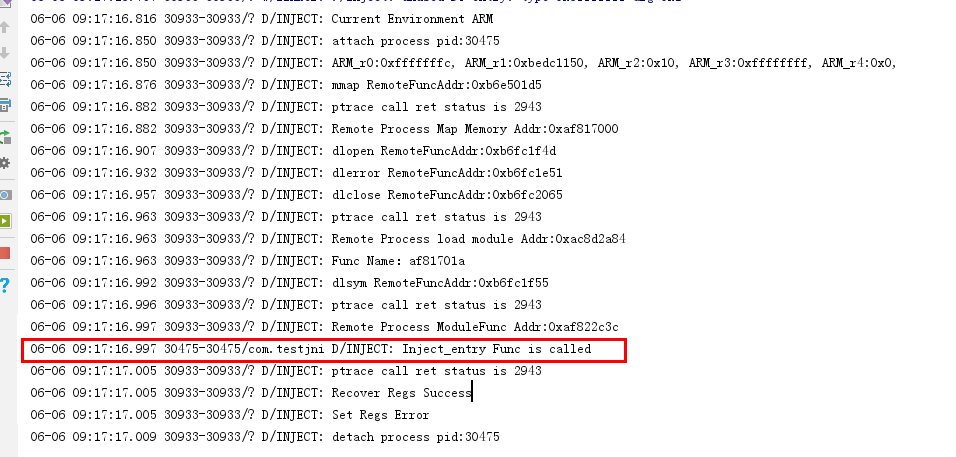 06-06 09:17:16.816 30933-30933/? D/INJECT: Current Environment ARM
06-06 09:17:16.850 30933-30933/? D/INJECT: attach process pid:30475
06-06 09:17:16.850 30933-30933/? D/INJECT: ARM_r0:0xfffffffc, ARM_r1:0xbedc1150, ARM_r2:0x10, ARM_r3:0xffffffff, ARM_r4:0x0,
06-06 09:17:16.876 30933-30933/? D/INJECT: mmap RemoteFuncAddr:0xb6e501d5
06-06 09:17:16.882 30933-30933/? D/INJECT: ptrace call ret status is 2943
06-06 09:17:16.882 30933-30933/? D/INJECT: Remote Process Map Memory Addr:0xaf817000
06-06 09:17:16.907 30933-30933/? D/INJECT: dlopen RemoteFuncAddr:0xb6fc1f4d
06-06 09:17:16.932 30933-30933/? D/INJECT: dlerror RemoteFuncAddr:0xb6fc1e51
06-06 09:17:16.957 30933-30933/? D/INJECT: dlclose RemoteFuncAddr:0xb6fc2065
06-06 09:17:16.963 30933-30933/? D/INJECT: ptrace call ret status is 2943
06-06 09:17:16.963 30933-30933/? D/INJECT: Remote Process load module Addr:0xac8d2a84
06-06 09:17:16.963 30933-30933/? D/INJECT: Func Name: af81701a
06-06 09:17:16.992 30933-30933/? D/INJECT: dlsym RemoteFuncAddr:0xb6fc1f55
06-06 09:17:16.996 30933-30933/? D/INJECT: ptrace call ret status is 2943
06-06 09:17:16.997 30933-30933/? D/INJECT: Remote Process ModuleFunc Addr:0xaf822c3c
06-06 09:17:16.997 30475-30475/com.testjni D/INJECT: Inject_entry Func is called
06-06 09:17:17.005 30933-30933/? D/INJECT: ptrace call ret status is 2943
06-06 09:17:17.005 30933-30933/? D/INJECT: Recover Regs Success
06-06 09:17:17.005 30933-30933/? D/INJECT: Set Regs Error
06-06 09:17:17.009 30933-30933/? D/INJECT: detach process pid:30475